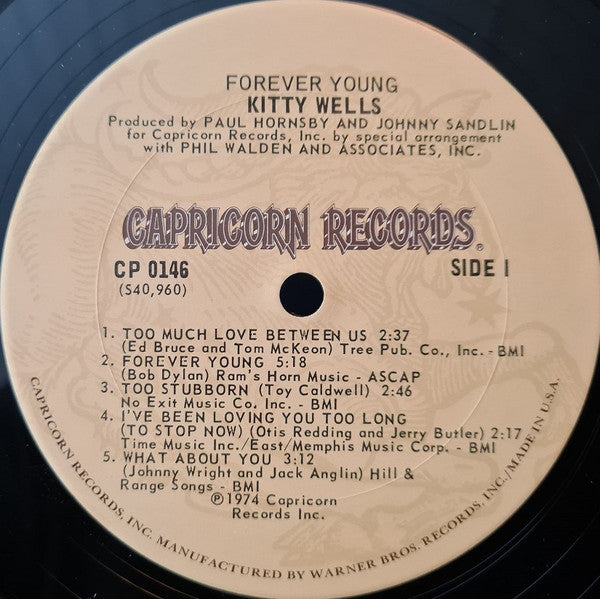 FOREVER YOUNG
KITTY WELLS
Produced by PAUL HORNSBY AND JOHNNY SANDLIN
for Capricorn Records, Inc. by special arrangement
with PHIL WALDEN AND ASSOCIATES, INC.
CAPRICORN RECORDS®
CP 0146
SIDE 1
(S40,960)
1. TOO MUCH LOVE BETWEEN US 2:37
(Ed Bruce and Tom McKeon) Tree Pub. Co., Inc. - BMI
2. FOREVER YOUNG 5:18
(Bob Dylan) Ram's Horn Music - ASCAP
3. TOO STUBBORN (Toy Caldwell) 2:46
No Exit Music Co. Inc. - BMI
4. I'VE BEEN LOVING YOU TOO LONG
(TO STOP NOW) (Otis Redding and Jerry Butler) 2:17
Time Music Inc./East/Memphis Music Corp. - BMI
5. WHAT ABOUT YOU 3:12
(Johnny Wright and Jack Anglin) Hill &
Range Songs - BMI
℗1974 Capricorn
Records Inc.
CAPRICORN RECORDS, INC. MANUFACTURED BY WARNER BROS. RECORDS, INC./MADE IN U.S.A.